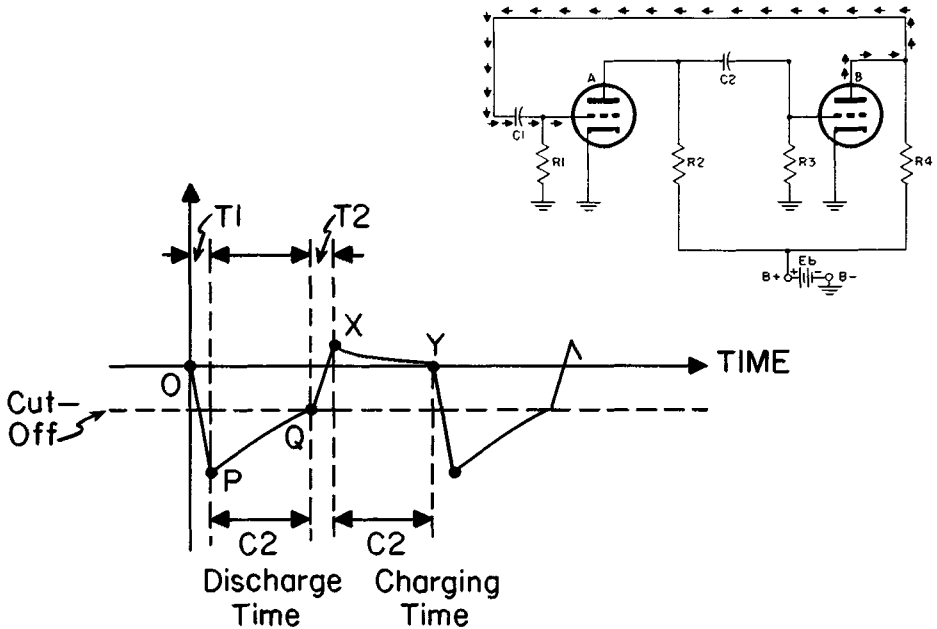 A
B
C2
C1
R1
R2
R3
R4
Eb
B+
+
-
B-
T1
T2
X
Y
TIME
O
Cut-
Off
Q
P
C2
C2
Discharge
Time
Charging
Time